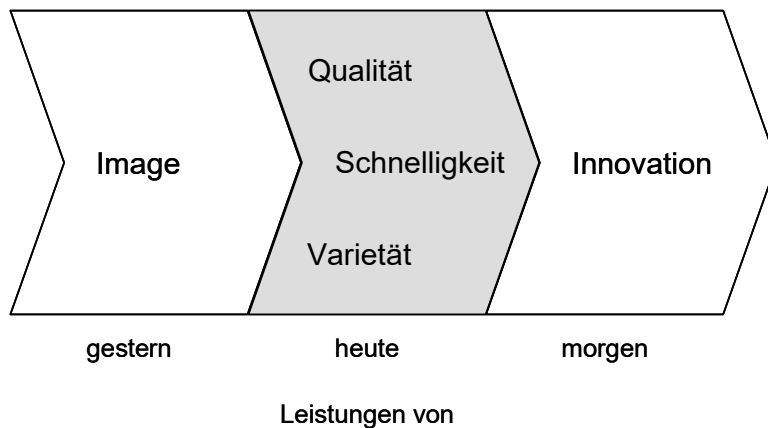 Qualität
Image Schnelligkeit Innovation
Varietät
gestern heute morgen
Leistungen von